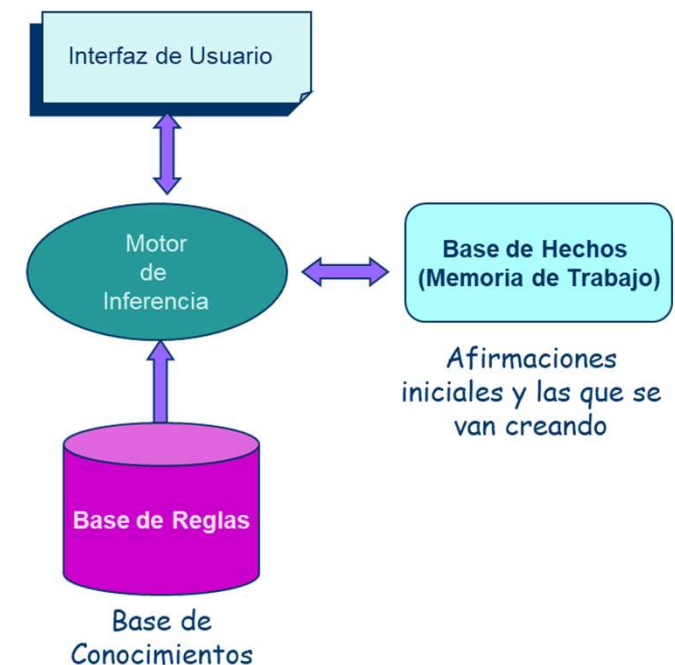 Interfaz de Usuario
Motor
de
Inferencia
Base de Hechos
(Memoria de Trabajo)
Afirmaciones
iniciales y las que se
van creando
Base de Reglas
Base de
Conocimientos